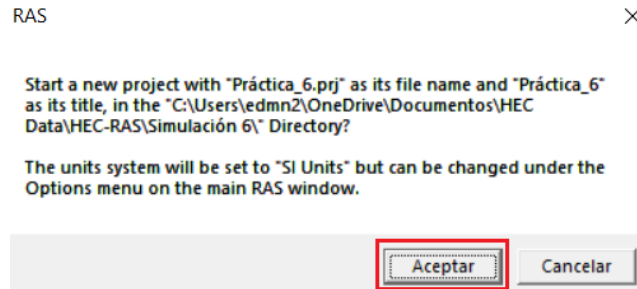 RAS
Start a new project with "Práctica_6.prj" as its file name and "Práctica_6"
as its title, in the "C:\Users\edmn2\OneDrive\Documentos\HEC
Data\HEC-RAS\Simulación 6\" Directory?
The units system will be set to "SI Units" but can be changed under the
Options menu on the main RAS window.
Aceptar
Cancelar